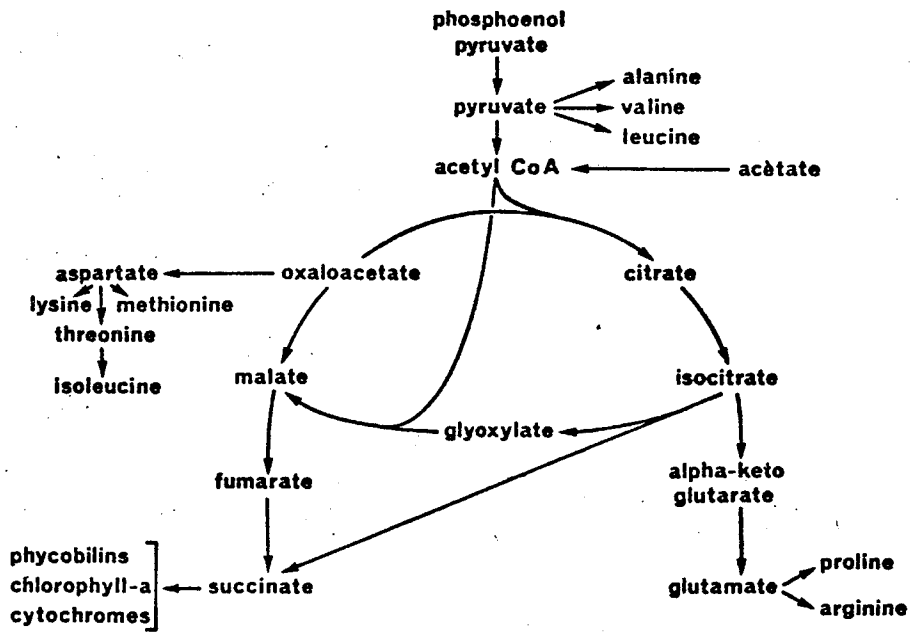 phosphoenol
pyruvate
alanine
pyruvate
valine
leucine
acetyl CoA
acètate
aspartate
oxaloacetate
citrate
lysine
methionine
threonine
isoleucine
malate
isocitrate
glyoxylate
fumarate
alpha-keto
glutarate
phycobilins
chlorophyll-a
cytochromes
succinate
glutamate
proline
arginine